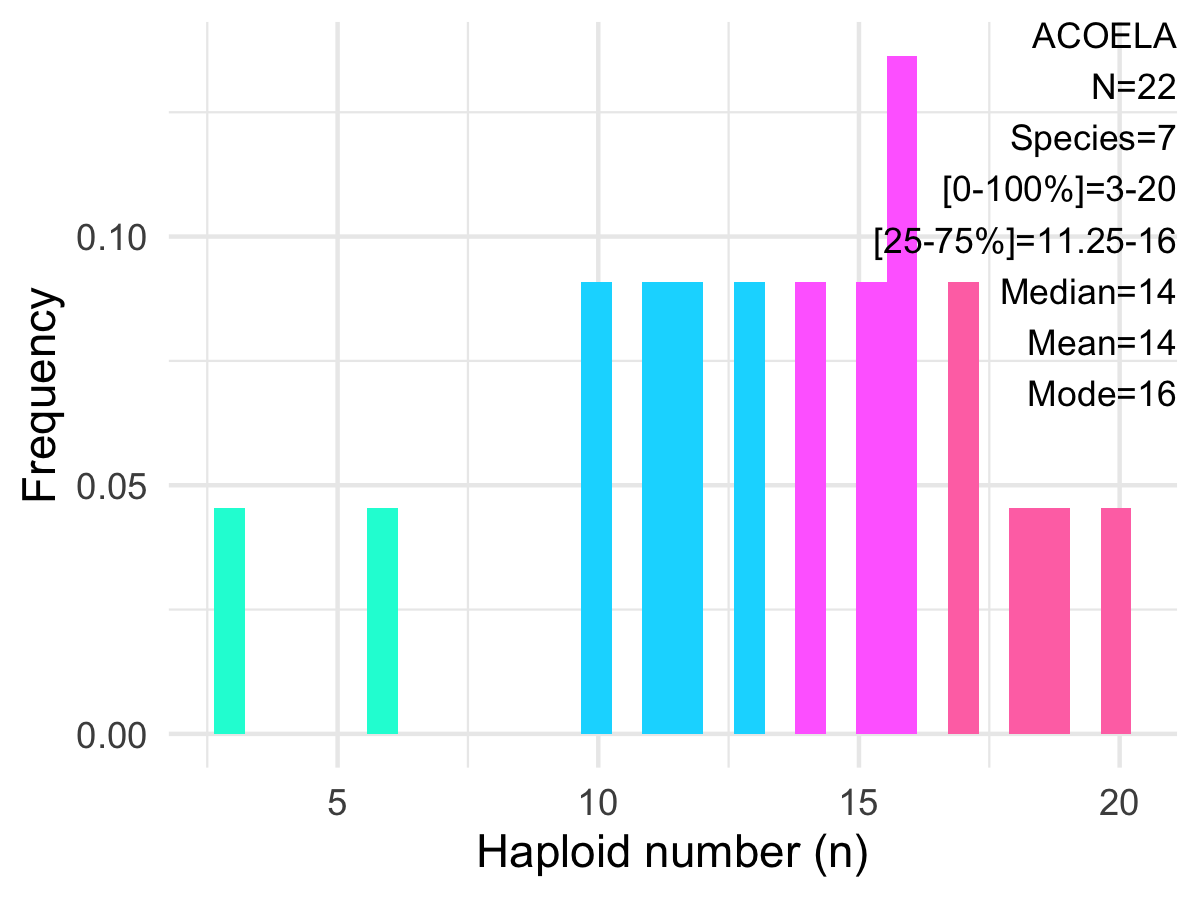 ACOELA
N=22
Species=7
[0-100%]=3-20
[25-75%]=11.25-16
Median=14
Mean=14
Mode=16
Frequency
0.10
0.05
0.00
5 10 15 20
Haploid number (n)